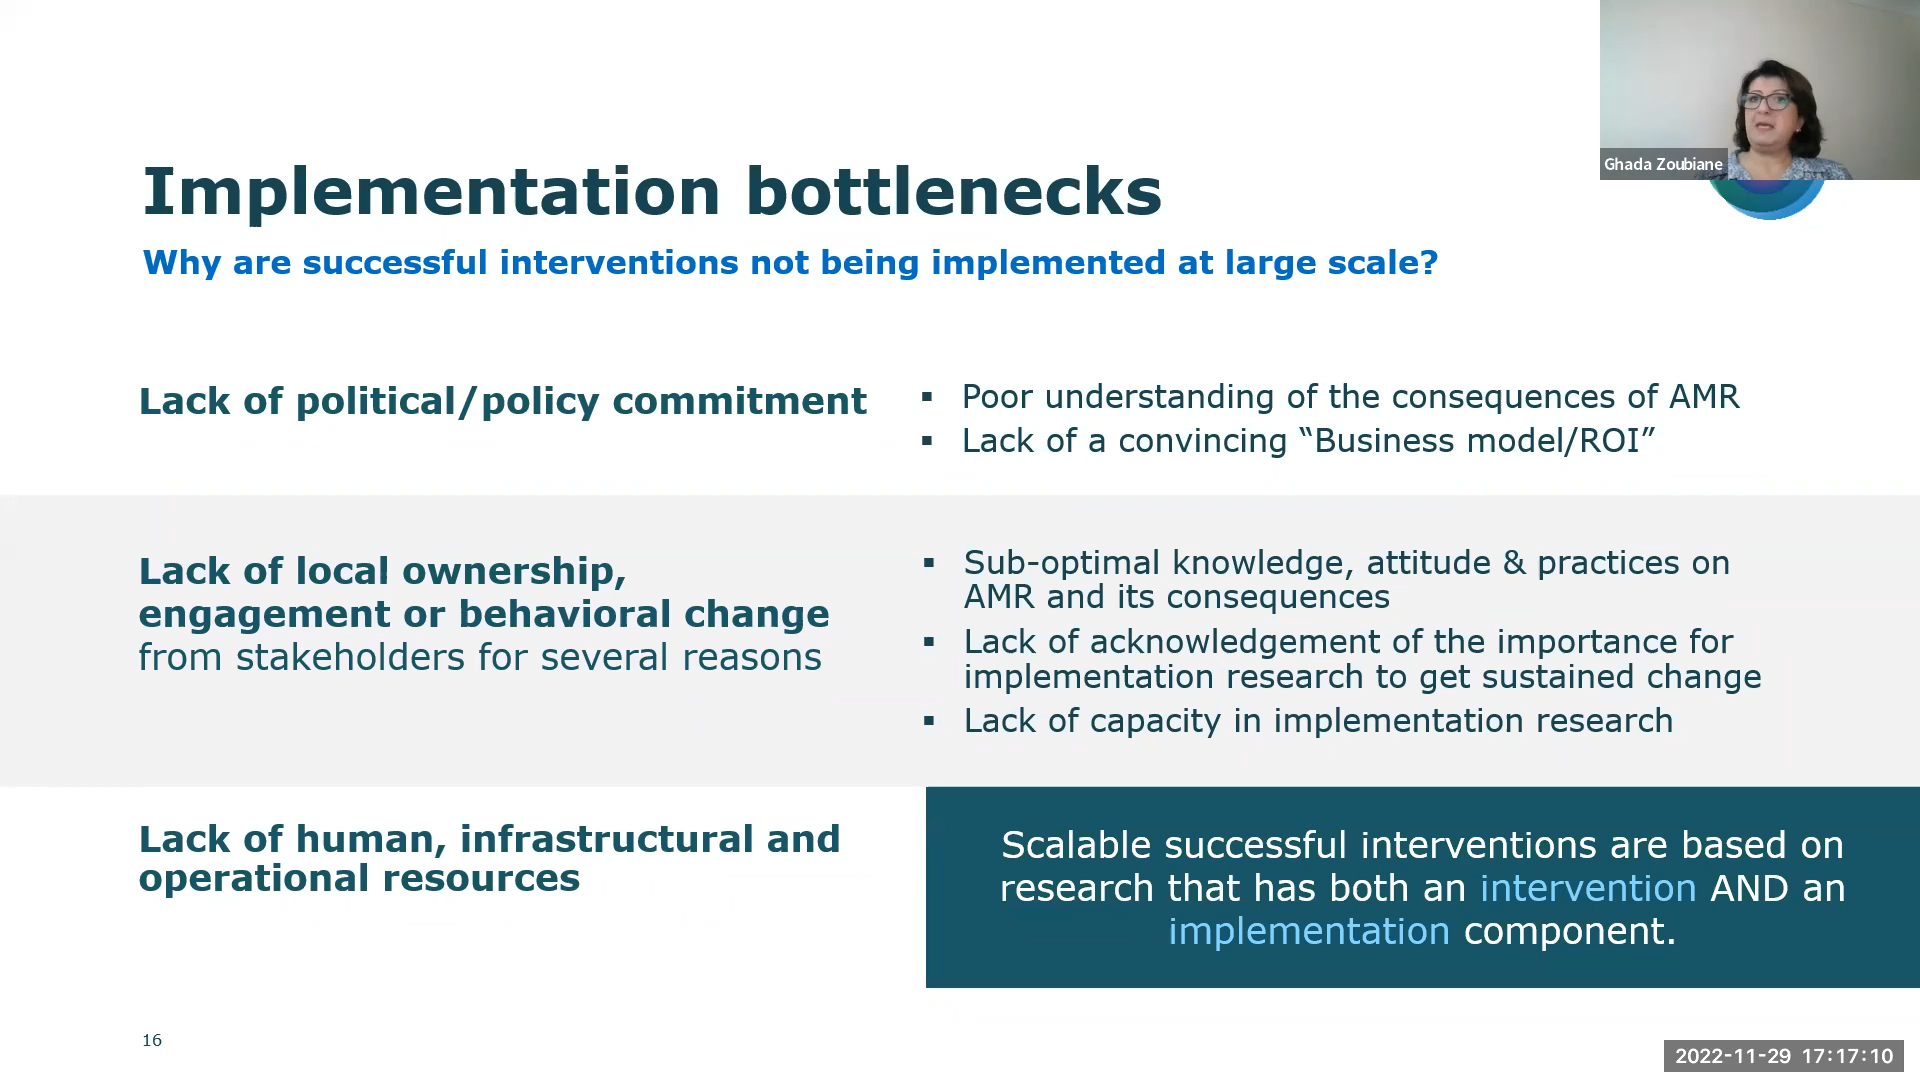 Ghada Zoubiane
Implementation bottlenecks
Why are successful interventions not being implemented at large scale?
Lack of political/policy commitment
▪ Poor understanding of the consequences of AMR
▪ Lack of a convincing “Business model/ROI”
Lack of local ownership,
engagement or behavioral change
from stakeholders for several reasons
▪ Sub-optimal knowledge, attitude & practices on
AMR and its consequences
▪ Lack of acknowledgement of the importance for
implementation research to get sustained change
▪ Lack of capacity in implementation research
Lack of human, infrastructural and
operational resources
Scalable successful interventions are based on
research that has both an intervention AND an
implementation component.
16
2022-11-29 17:17:10